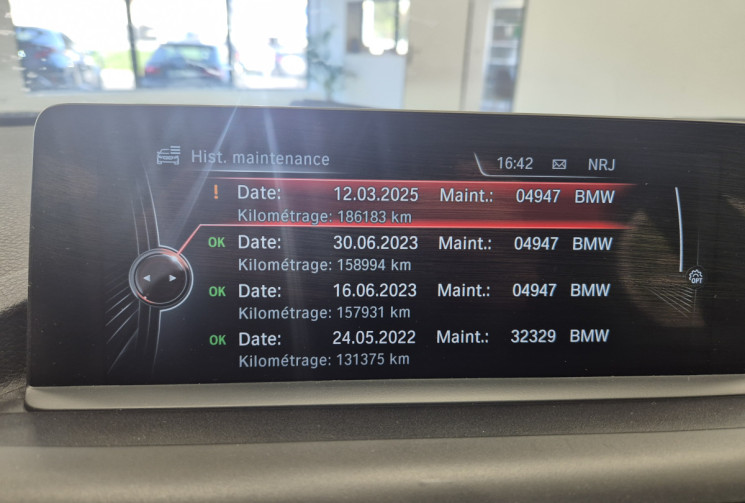 Hist. maintenance 16:42 NRJ
! Date: 12.03.2025 Maint.: 04947 BMW
Kilométrage: 186183 km
OK Date: 30.06.2023 Maint.: 04947 BMW
Kilométrage: 158994 km
OK Date: 16.06.2023 Maint.: 04947 BMW
Kilométrage: 157931 km
OPT
OK Date: 24.05.2022 Maint.: 32329 BMW
Kilométrage: 131375 km